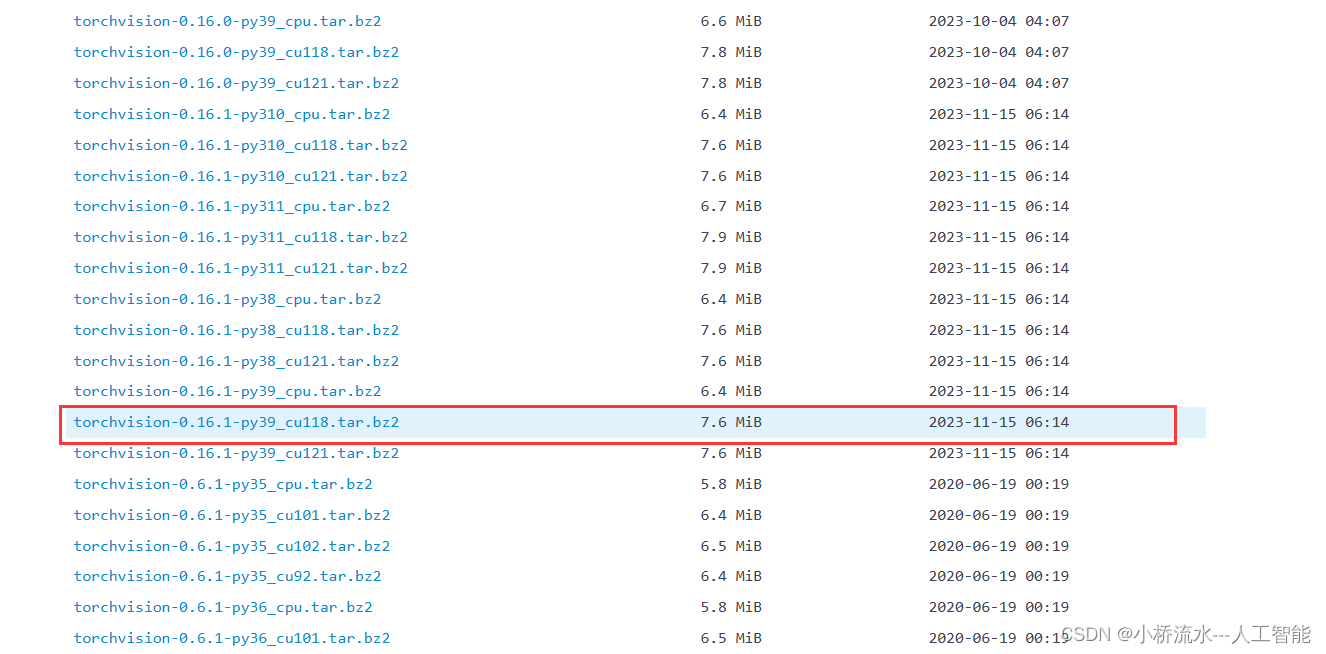 torchvision-0.16.0-py39_cpu.tar.bz2 6.6 MiB 2023-10-04 04:07
torchvision-0.16.0-py39_cu118.tar.bz2 7.8 MiB 2023-10-04 04:07
torchvision-0.16.0-py39_cu121.tar.bz2 7.8 MiB 2023-10-04 04:07
torchvision-0.16.1-py310_cpu.tar.bz2 6.4 MiB 2023-11-15 06:14
torchvision-0.16.1-py310_cu118.tar.bz2 7.6 MiB 2023-11-15 06:14
torchvision-0.16.1-py310_cu121.tar.bz2 7.6 MiB 2023-11-15 06:14
torchvision-0.16.1-py311_cpu.tar.bz2 6.7 MiB 2023-11-15 06:14
torchvision-0.16.1-py311_cu118.tar.bz2 7.9 MiB 2023-11-15 06:14
torchvision-0.16.1-py311_cu121.tar.bz2 7.9 MiB 2023-11-15 06:14
torchvision-0.16.1-py38_cpu.tar.bz2 6.4 MiB 2023-11-15 06:14
torchvision-0.16.1-py38_cu118.tar.bz2 7.6 MiB 2023-11-15 06:14
torchvision-0.16.1-py38_cu121.tar.bz2 7.6 MiB 2023-11-15 06:14
torchvision-0.16.1-py39_cpu.tar.bz2 6.4 MiB 2023-11-15 06:14
torchvision-0.16.1-py39_cu118.tar.bz2 7.6 MiB 2023-11-15 06:14
torchvision-0.16.1-py39_cu121.tar.bz2 7.6 MiB 2023-11-15 06:14
torchvision-0.6.1-py35_cpu.tar.bz2 5.8 MiB 2020-06-19 00:19
torchvision-0.6.1-py35_cu101.tar.bz2 6.4 MiB 2020-06-19 00:19
torchvision-0.6.1-py35_cu102.tar.bz2 6.5 MiB 2020-06-19 00:19
torchvision-0.6.1-py35_cu92.tar.bz2 6.4 MiB 2020-06-19 00:19
torchvision-0.6.1-py36_cpu.tar.bz2 5.8 MiB 2020-06-19 00:19
torchvision-0.6.1-py36_cu101.tar.bz2 6.5 MiB 2020-06-19 00:19
CSDN @小桥流水---人工智能